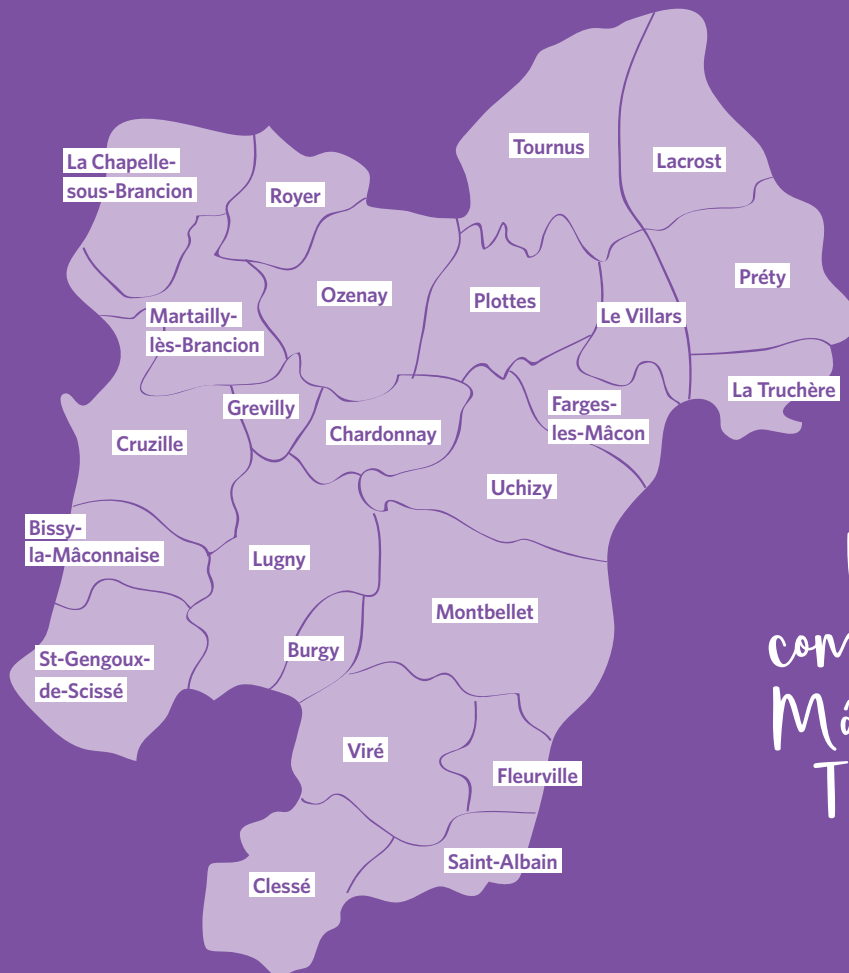 Tournus
Lacrost
La Chapelle-
sous-Brancion
Royer
Préty
Ozenay
Plottes
Le Villars
Martailly-
lès-Brancion
La Truchère
Grevilly
Farges-
les-Mâcon
Chardonnay
Cruzille
Uchizy
Bissy-
la-Mâconnaise
Lugny
Montbellet
Burgy
St-Gengoux-
de-Scissé
Viré
Fleurville
Saint-Albain
Clessé